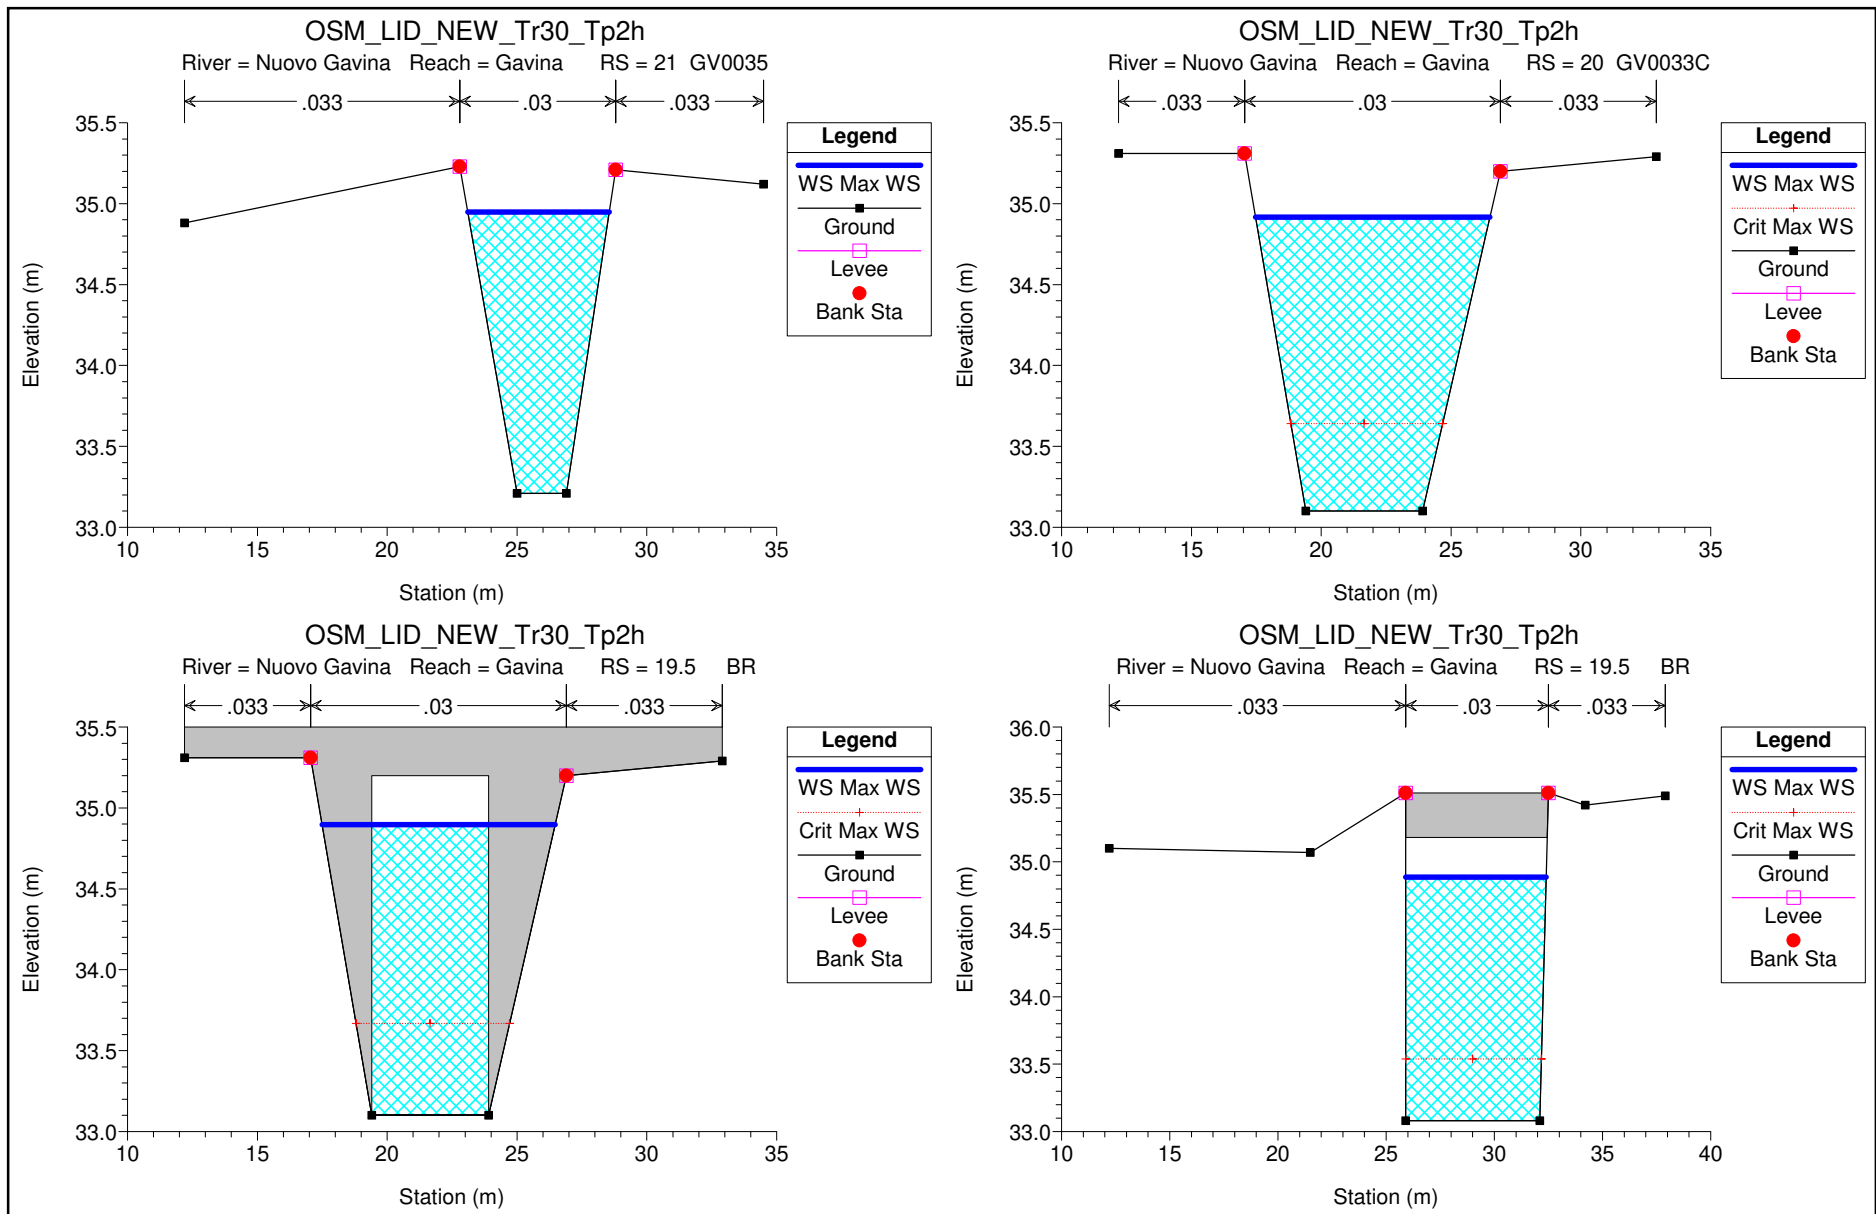 OSM_LID_NEW_Tr30_Tp2h
River = Nuovo Gavina Reach = Gavina RS = 21 GV0035
.033 .03 .033
35.5
35.0
34.5
34.0
33.5
33.0
Elevation (m)
10 15 20 25 30 35
Station (m)
Legend
WS Max WS
Ground
Levee
Bank Sta
OSM_LID_NEW_Tr30_Tp2h
River = Nuovo Gavina Reach = Gavina RS = 20 GV0033C
.033 .03 .033
35.5
35.0
34.5
34.0
33.5
33.0
Elevation (m)
10 15 20 25 30 35
Station (m)
Legend
WS Max WS
Crit Max WS
Ground
Levee
Bank Sta
OSM_LID_NEW_Tr30_Tp2h
River = Nuovo Gavina Reach = Gavina RS = 19.5 BR
.033 .03 .033
35.5
35.0
34.5
34.0
33.5
33.0
Elevation (m)
10 15 20 25 30 35
Station (m)
Legend
WS Max WS
Crit Max WS
Ground
Levee
Bank Sta
OSM_LID_NEW_Tr30_Tp2h
River = Nuovo Gavina Reach = Gavina RS = 19.5 BR
.033 .03 .033
36.0
35.5
35.0
34.5
34.0
33.5
33.0
Elevation (m)
10 15 20 25 30 35 40
Station (m)
Legend
WS Max WS
Crit Max WS
Ground
Levee
Bank Sta